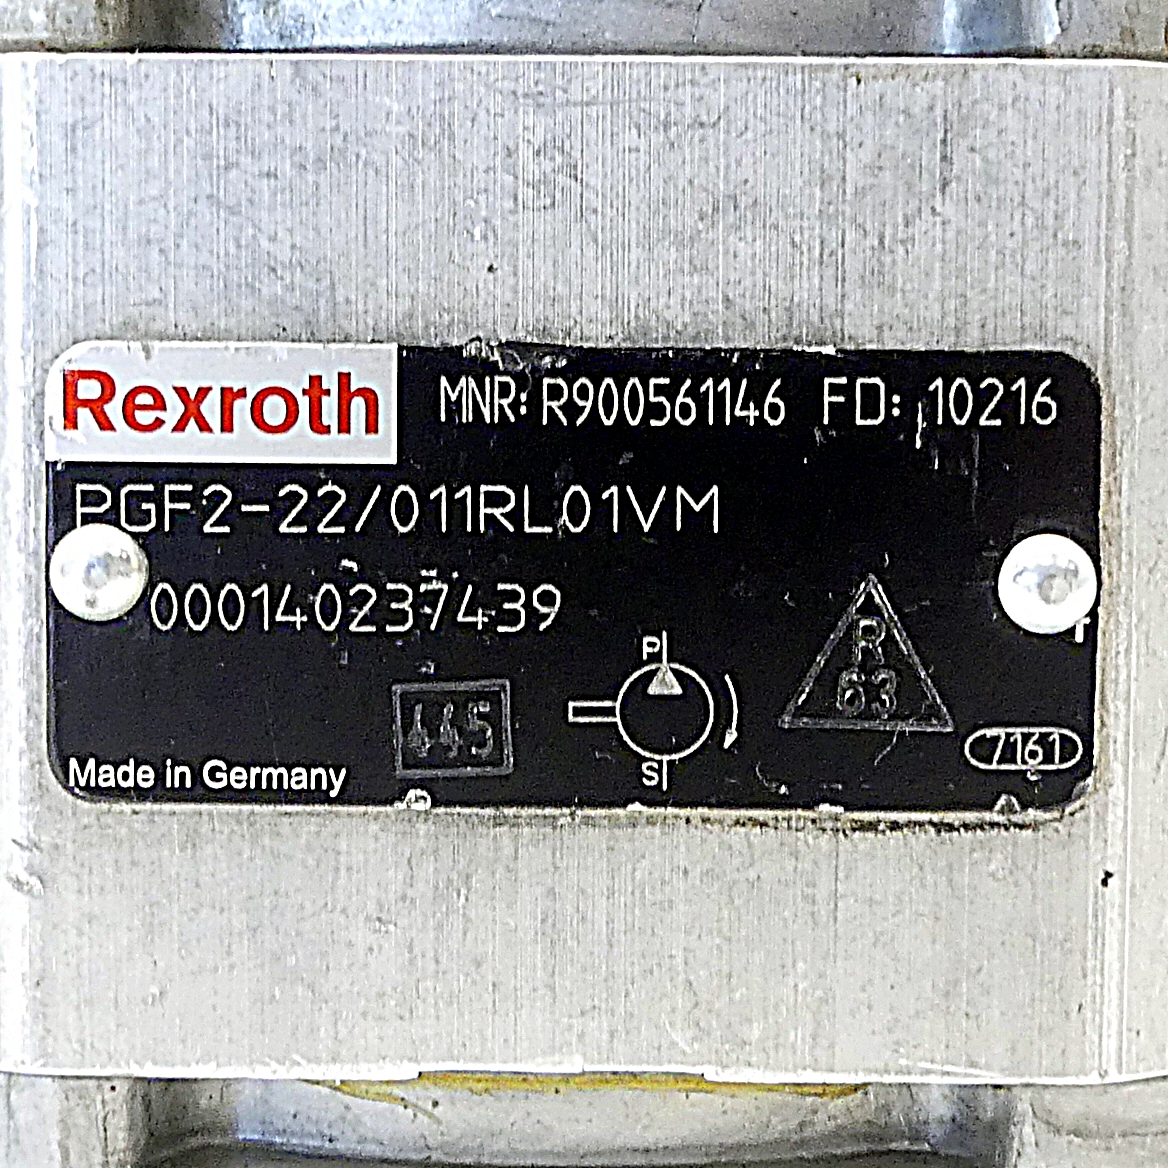 Rexroth MNR: R900561146 FD: 10216
PGF2-22/011RL01VM
000140237439
P
R
63
445
7161
S
Made in Germany